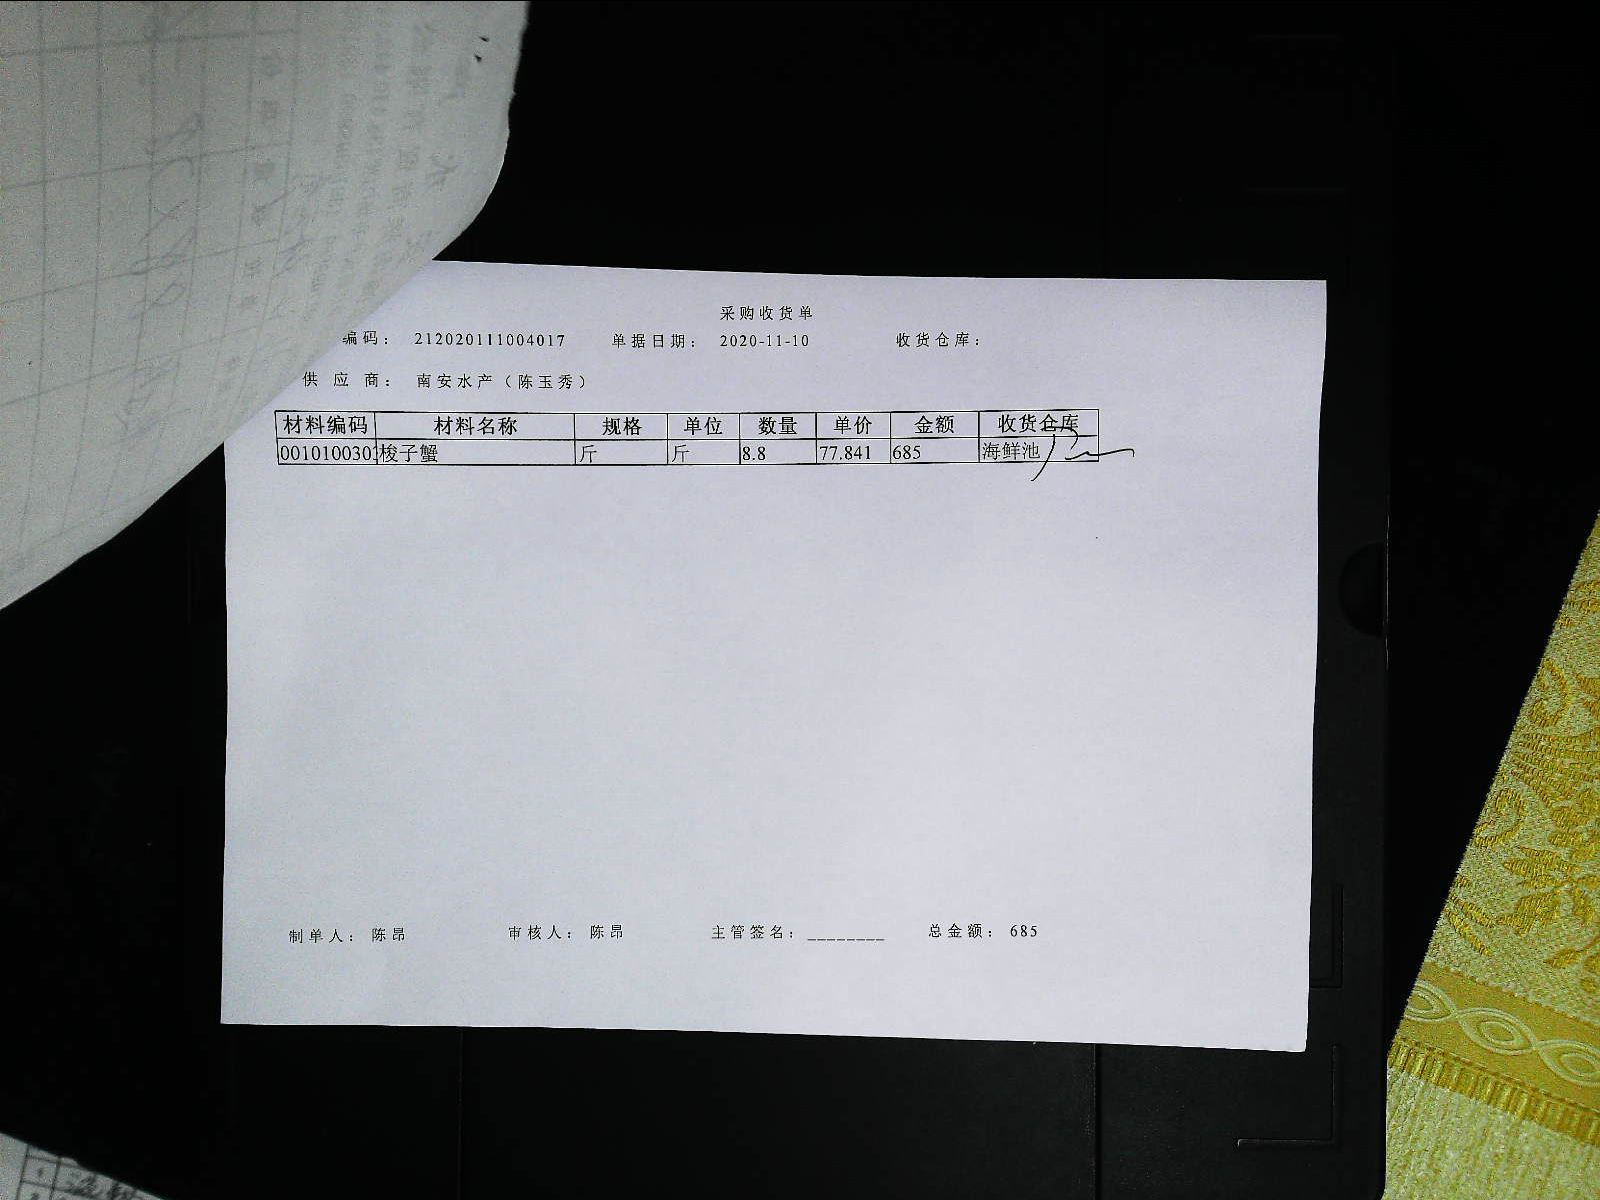 采购收货单
编码： 212020111004017 单据日期： 2020-11-10 收货仓库：
供 应 商： 南安水产（陈玉秀）
材料编码 材料名称 规格 单位 数量 单价 金额 收货仓库
0010100303 梭子蟹 斤 斤 8.8 77.841 685 海鲜池
制单人： 陈昂 审核人： 陈昂 主管签名： ________ 总金额： 685